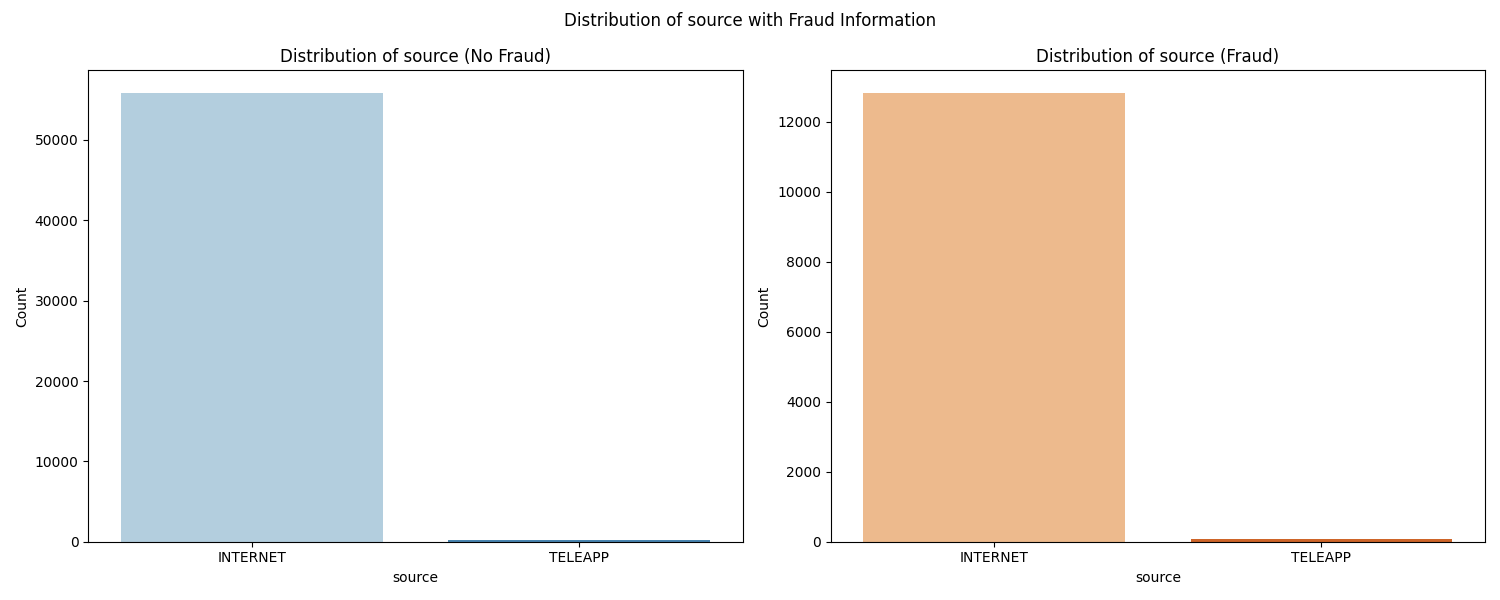 Distribution of source with Fraud Information
Distribution of source (No Fraud)
Count
50000
40000
30000
20000
10000
0
INTERNET
TELEAPP
source
Distribution of source (Fraud)
Count
12000
10000
8000
6000
4000
2000
0
INTERNET
TELEAPP
source